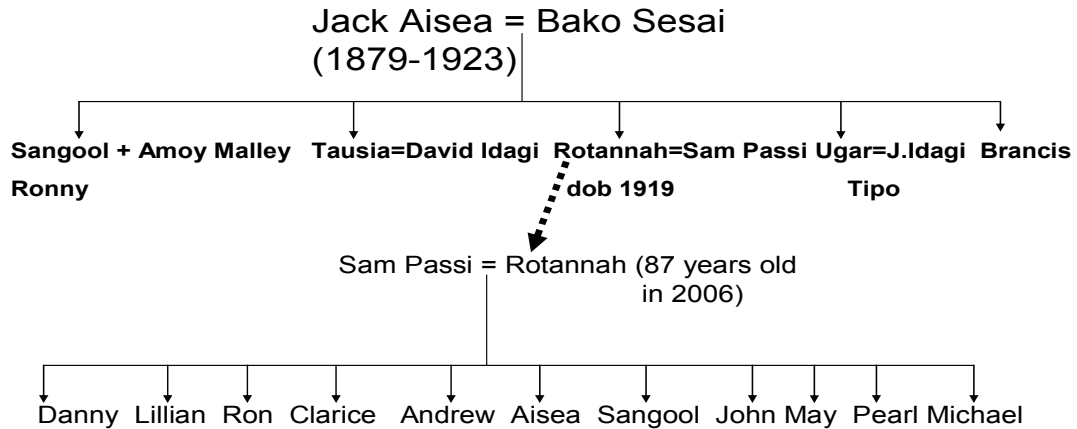 Jack Aisea = Bako Sesai
(1879-1923)
Sangool + Amoy Malley Tausia=David Idagi Rotannah=Sam Passi Ugar=J.Idagi Brancis
Ronny dob 1919 Tipo
Sam Passi = Rotannah (87 years old
in 2006)
Danny Lillian Ron Clarice Andrew Aisea Sangool John May Pearl Michael